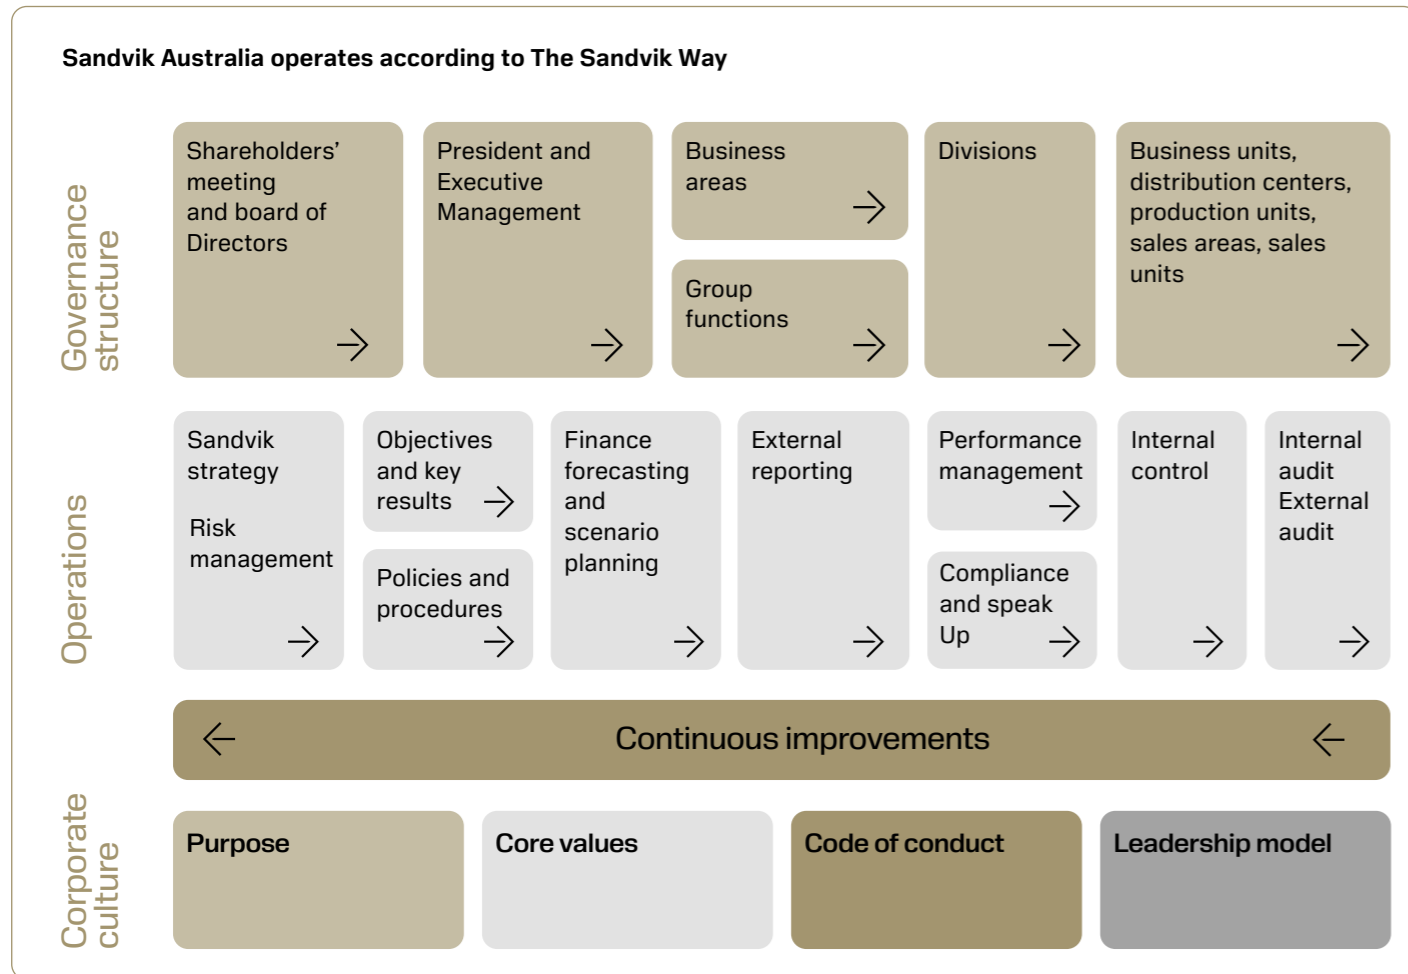 Sandvik Australia operates according to The Sandvik Way
Governance
structure
Shareholders’
meeting
and board of
Directors
President and
Executive
Management
Business
areas
Group
functions
Divisions
Business units,
distribution centers,
production units,
sales areas, sales
units
Operations
Sandvik
strategy
Risk
management
Objectives
and key
results
Policies and
procedures
Finance
forecasting
and
scenario
planning
External
reporting
Performance
management
Compliance
and speak
Up
Internal
control
Internal
audit
External
audit
Continuous improvements
Corporate
culture
Purpose
Core values
Code of conduct
Leadership model